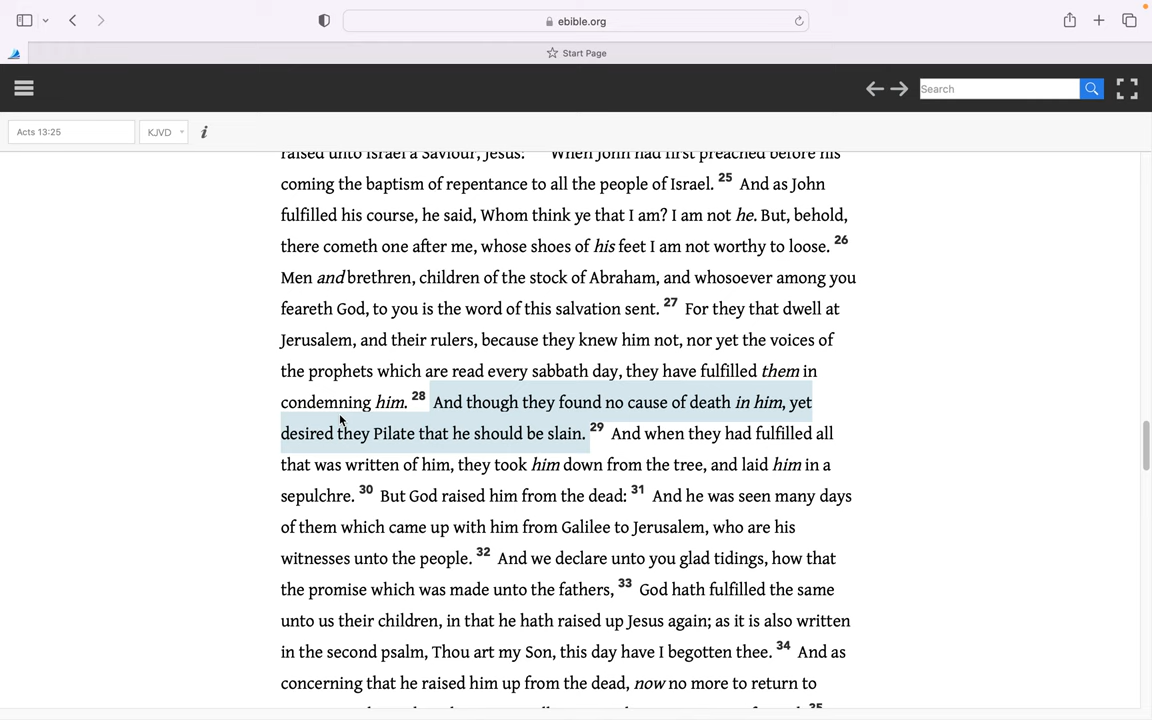 ebible.org
Start Page
Search
Acts 13:25
KJVD
i
raised unto Israel a Saviour, Jesus: When John had first preached before his
coming the baptism of repentance to all the people of Israel. 25 And as John
fulfilled his course, he said, Whom think ye that I am? I am not he. But, behold,
there cometh one after me, whose shoes of his feet I am not worthy to loose. 26
Men and brethren, children of the stock of Abraham, and whosoever among you
feareth God, to you is the word of this salvation sent. 27 For they that dwell at
Jerusalem, and their rulers, because they knew him not, nor yet the voices of
the prophets which are read every sabbath day, they have fulfilled them in
condemning him. 28 And though they found no cause of death in him, yet
desired they Pilate that he should be slain. 29 And when they had fulfilled all
that was written of him, they took him down from the tree, and laid him in a
sepulchre. 30 But God raised him from the dead: 31 And he was seen many days
of them which came up with him from Galilee to Jerusalem, who are his
witnesses unto the people. 32 And we declare unto you glad tidings, how that
the promise which was made unto the fathers, 33 God hath fulfilled the same
unto us their children, in that he hath raised up Jesus again; as it is also written
in the second psalm, Thou art my Son, this day have I begotten thee. 34 And as
concerning that he raised him up from the dead, now no more to return to
35